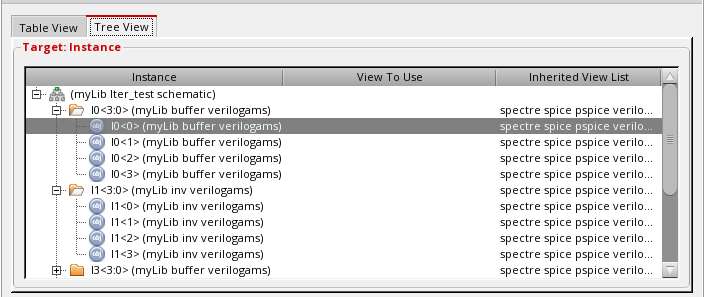 Table View Tree View
Target: Instance
Instance View To Use Inherited View List
(myLib Iter_test schematic)
I0<3:0> (myLib buffer verilogams) spectre spice pspice verilo...
I0<0> (myLib buffer verilogams) spectre spice pspice verilo...
I0<1> (myLib buffer verilogams) spectre spice pspice verilo...
I0<2> (myLib buffer verilogams) spectre spice pspice verilo...
I0<3> (myLib buffer verilogams) spectre spice pspice verilo...
I1<3:0> (myLib inv verilogams) spectre spice pspice verilo...
I1<0> (myLib inv verilogams) spectre spice pspice verilo...
I1<1> (myLib inv verilogams) spectre spice pspice verilo...
I1<2> (myLib inv verilogams) spectre spice pspice verilo...
I1<3> (myLib inv verilogams) spectre spice pspice verilo...
I3<3:0> (myLib buffer verilogams) spectre spice pspice verilo...